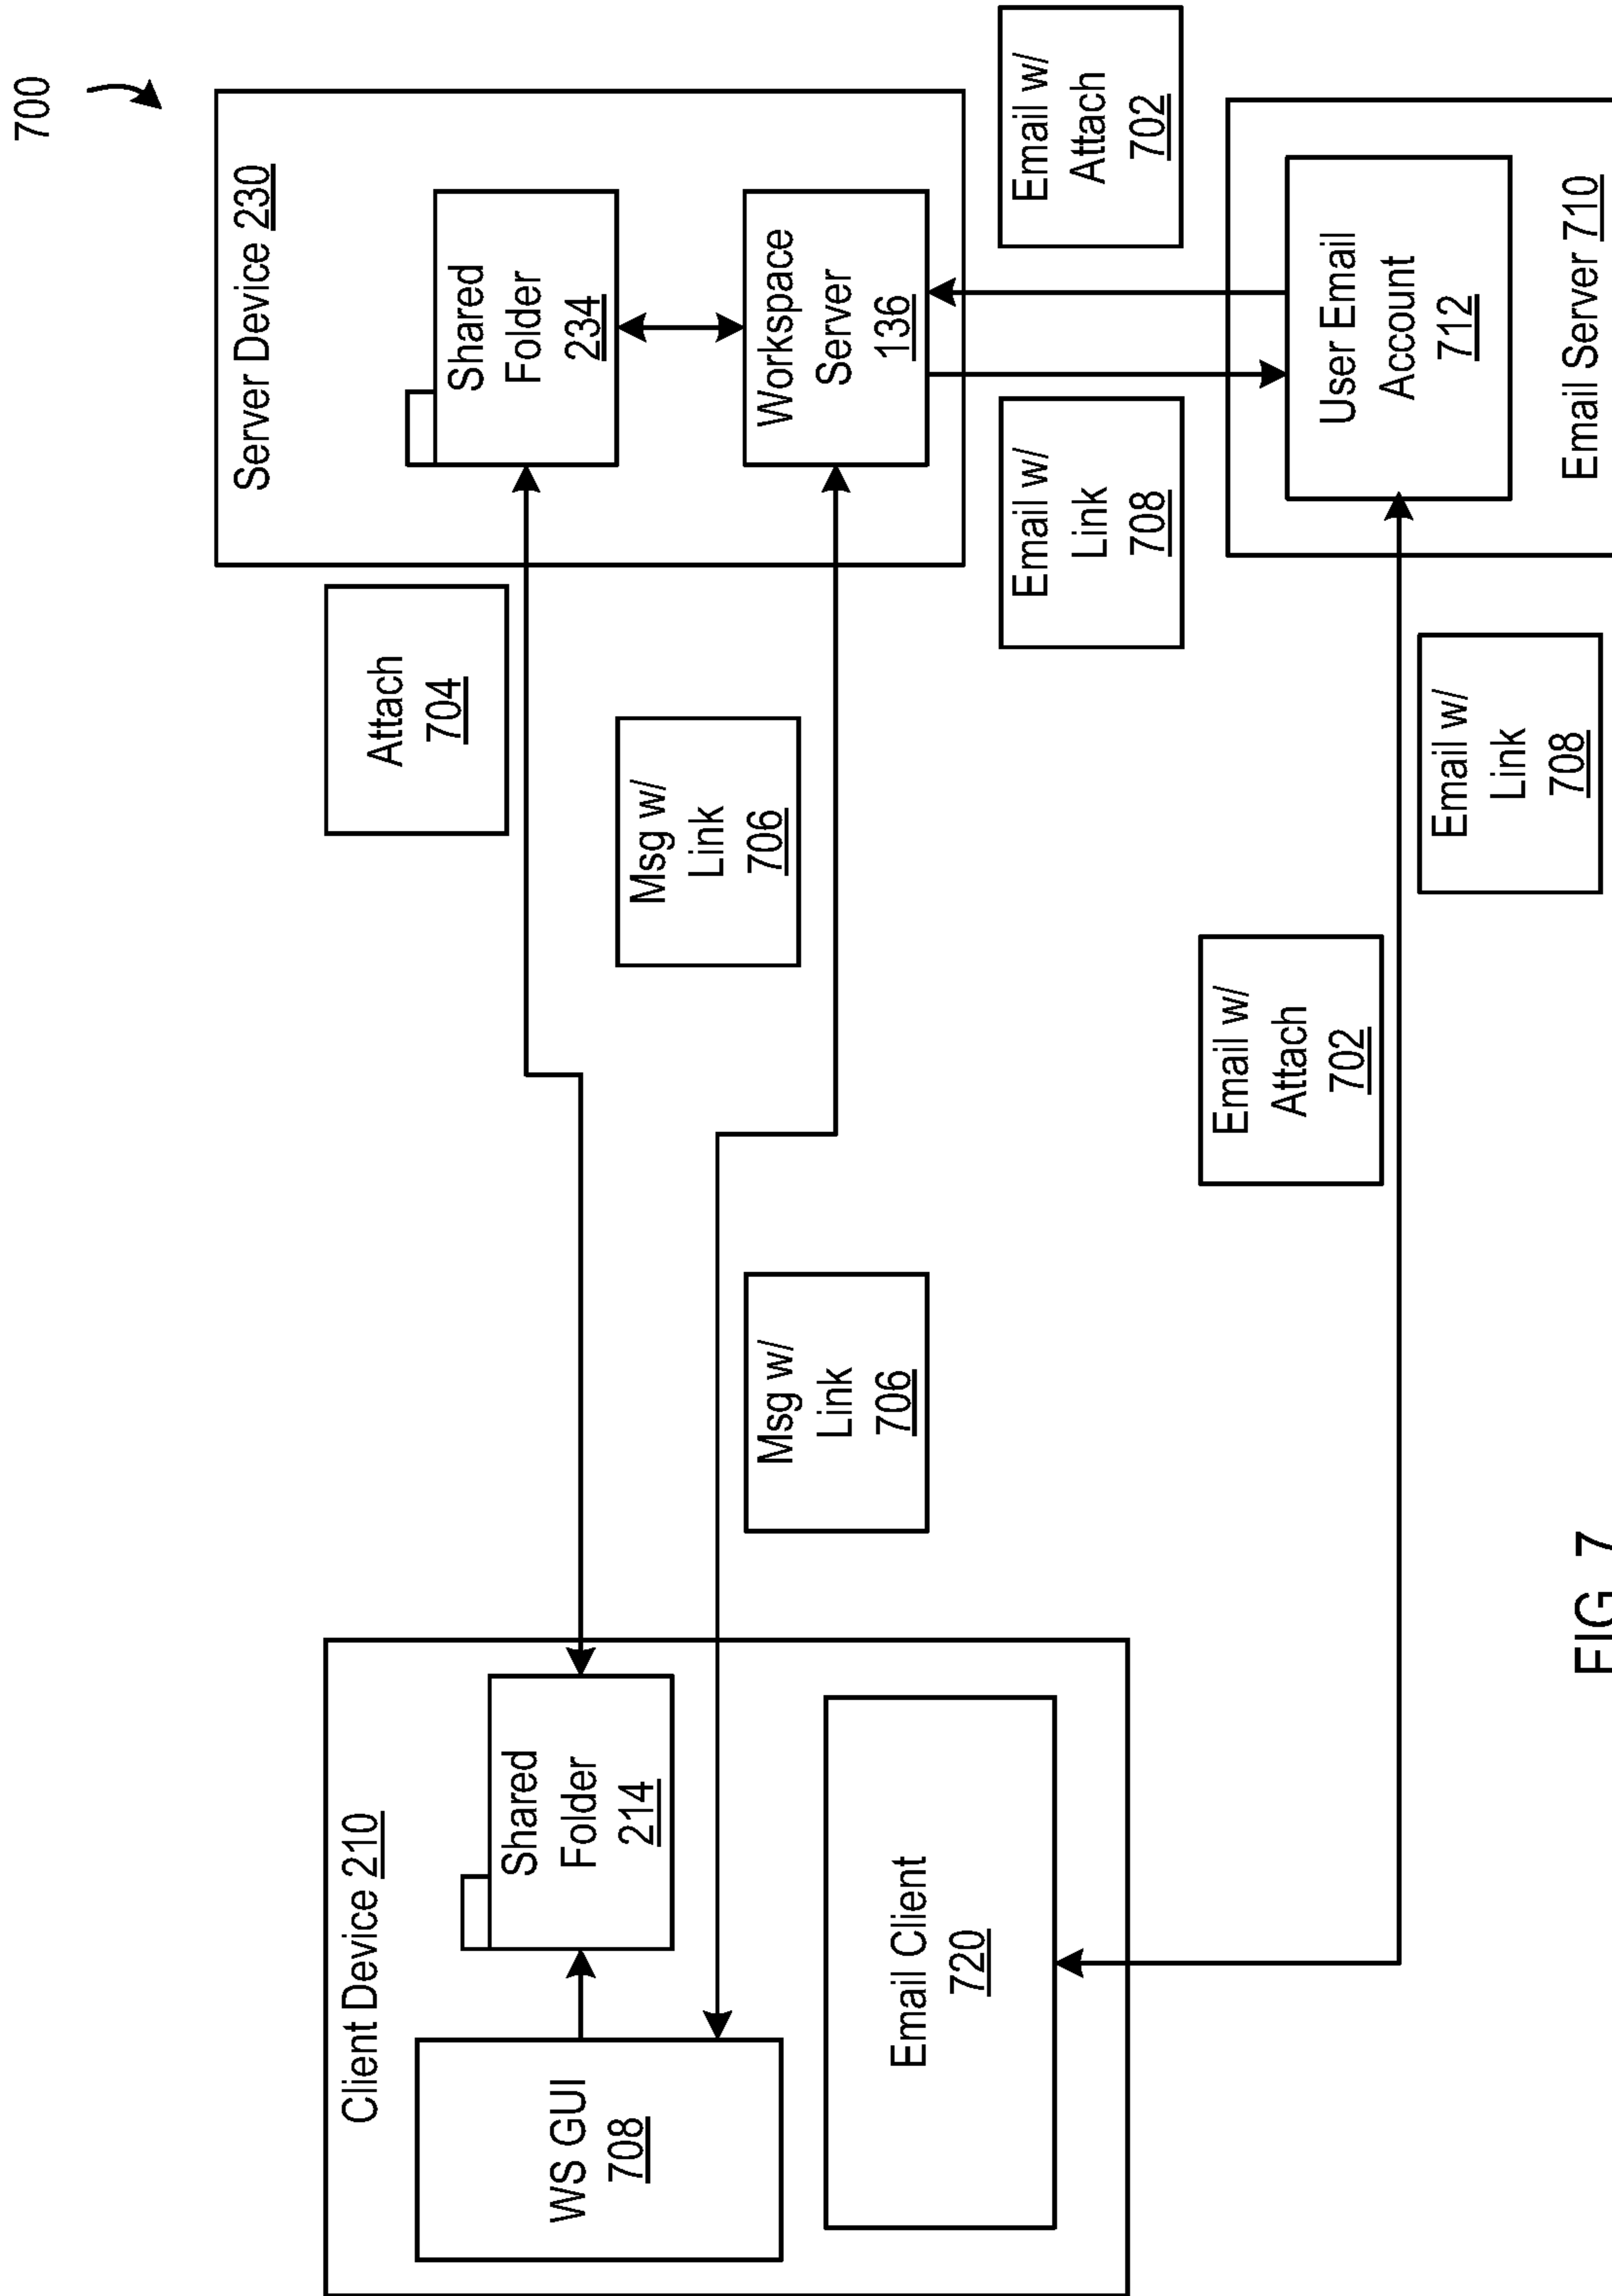 700
Client Device 210
WS GUI
708
Shared
Folder
214
Email Client
720
Attach
704
Msg w/
Link
706
Msg w/
Link
706
Server Device 230
Shared
Folder
234
Workspace
Server
136
Email w/
Link
708
Email w/
Attach
702
Email w/
Attach
702
Email w/
Link
708
User Email
Account
712
Email Server 710
FIG. 7